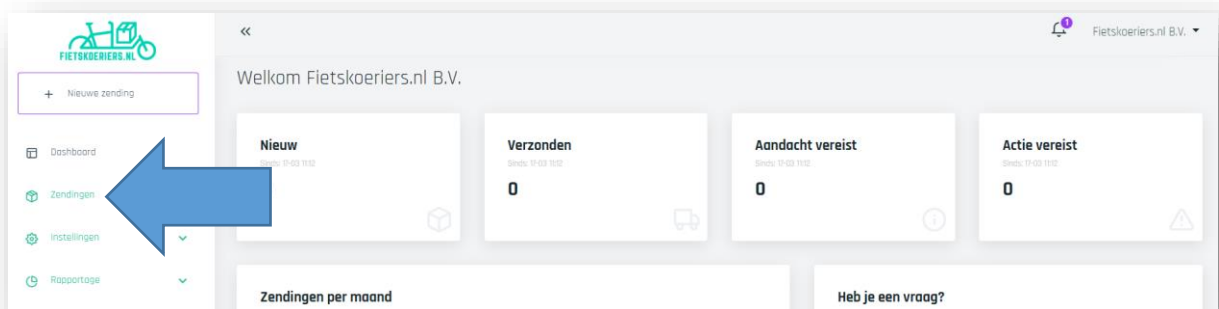 FIETSKOERIERS.NL
+ Nieuwe zending
Dashboard
Zendingen
Instellingen
Rapportage
«
1
Fietskoeriers.nl B.V.
Welkom Fietskoeriers.nl B.V.
Nieuw
Sinds: 17-03 11:12
Verzonden
Sinds: 17-03 11:12
0
Aandacht vereist
Sinds: 17-03 11:12
0
Actie vereist
Sinds: 17-03 11:12
0
Zendingen per maand
Heb je een vraag?